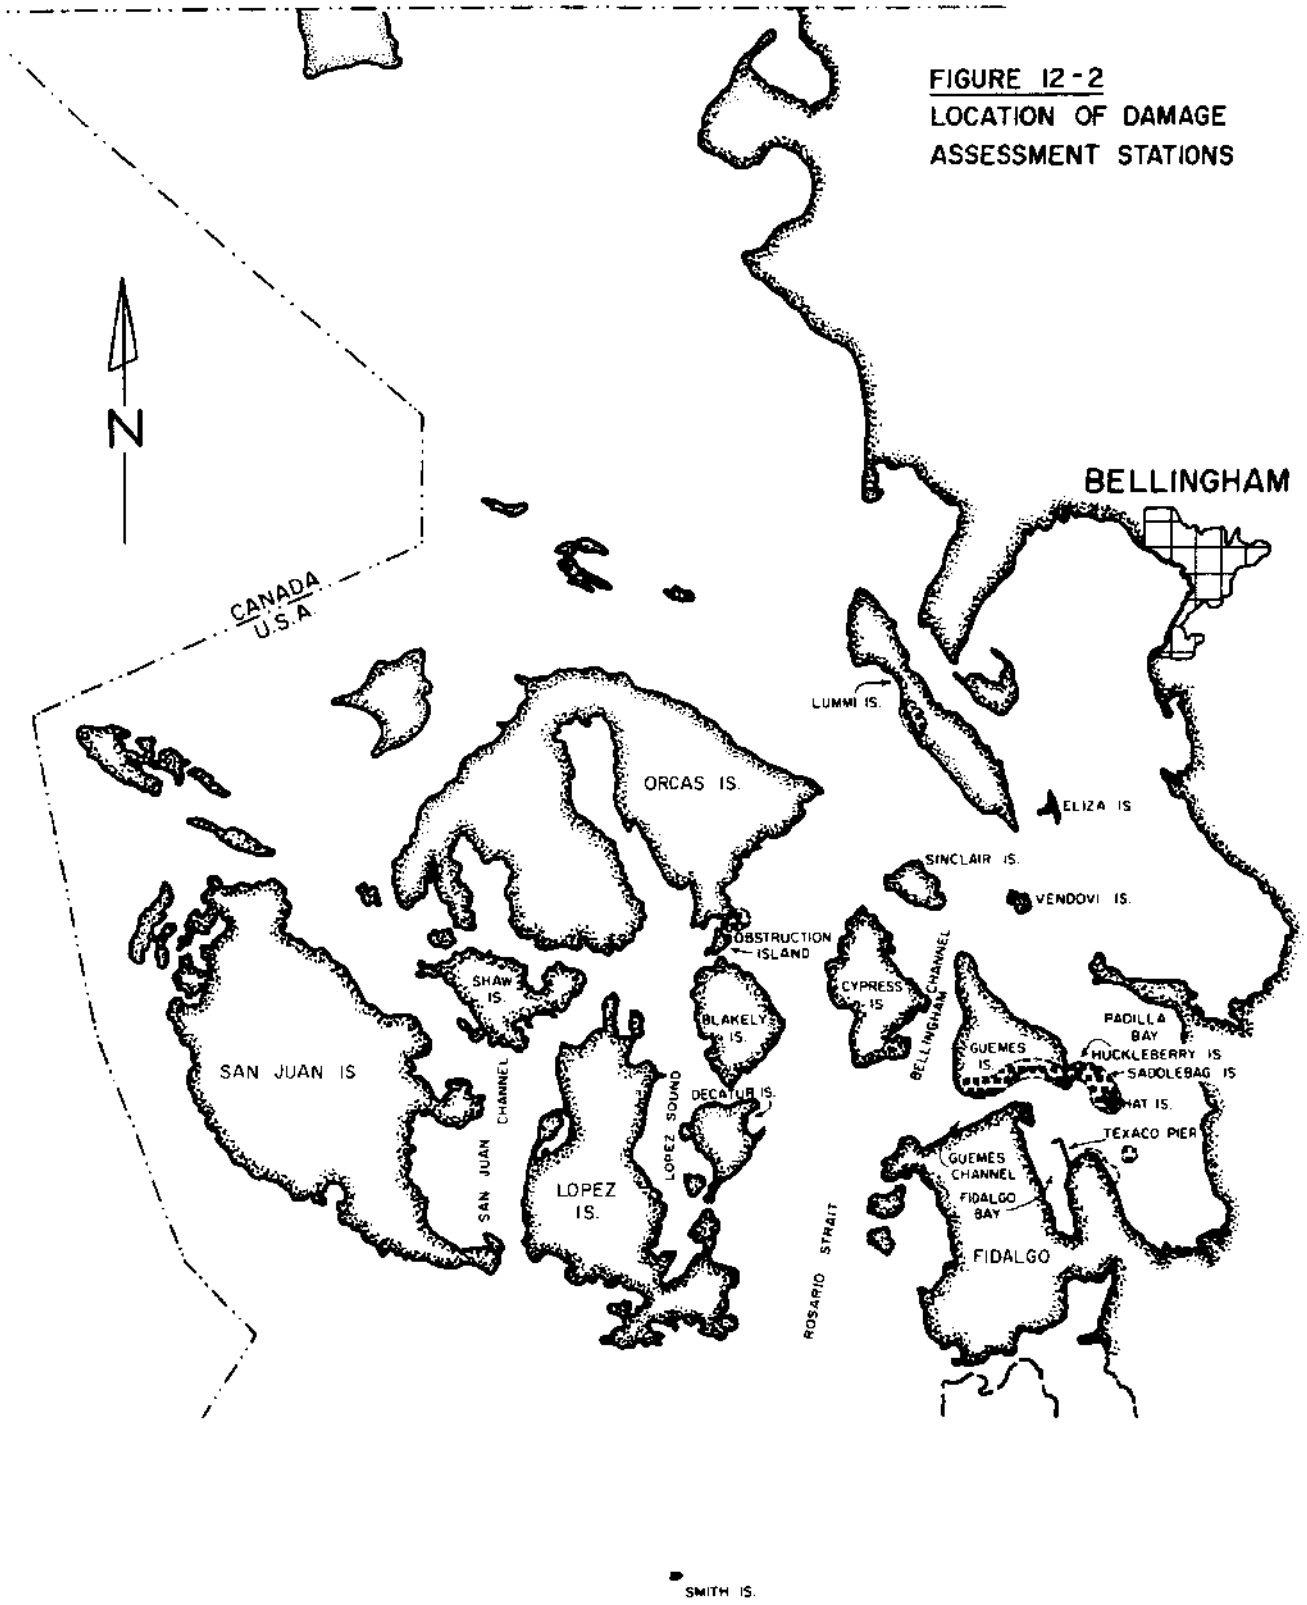 FIGURE 12-2
LOCATION OF DAMAGE
ASSESSMENT STATIONS
N
BELLINGHAM
CANADA
U.S.A.
LUMMI IS.
ORCAS IS.
ELIZA IS
SINCLAIR IS.
VENDOVI IS.
OBSTRUCTION
ISLAND
SHAW
IS.
CYPRESS
IS
BELLINGHAM CHANNEL
BLAKELY
IS.
GUEMES
IS.
PADILLA
BAY
HUCKLEBERRY IS
SADDLEBAG IS
HAT IS.
SAN JUAN IS
SAN JUAN CHANNEL
LOPEZ SOUND
DECATUR IS.
TEXACO PIER
GUEMES
CHANNEL
FIDALGO
BAY
LOPEZ
IS.
ROSARIO STRAIT
FIDALGO
SMITH IS.